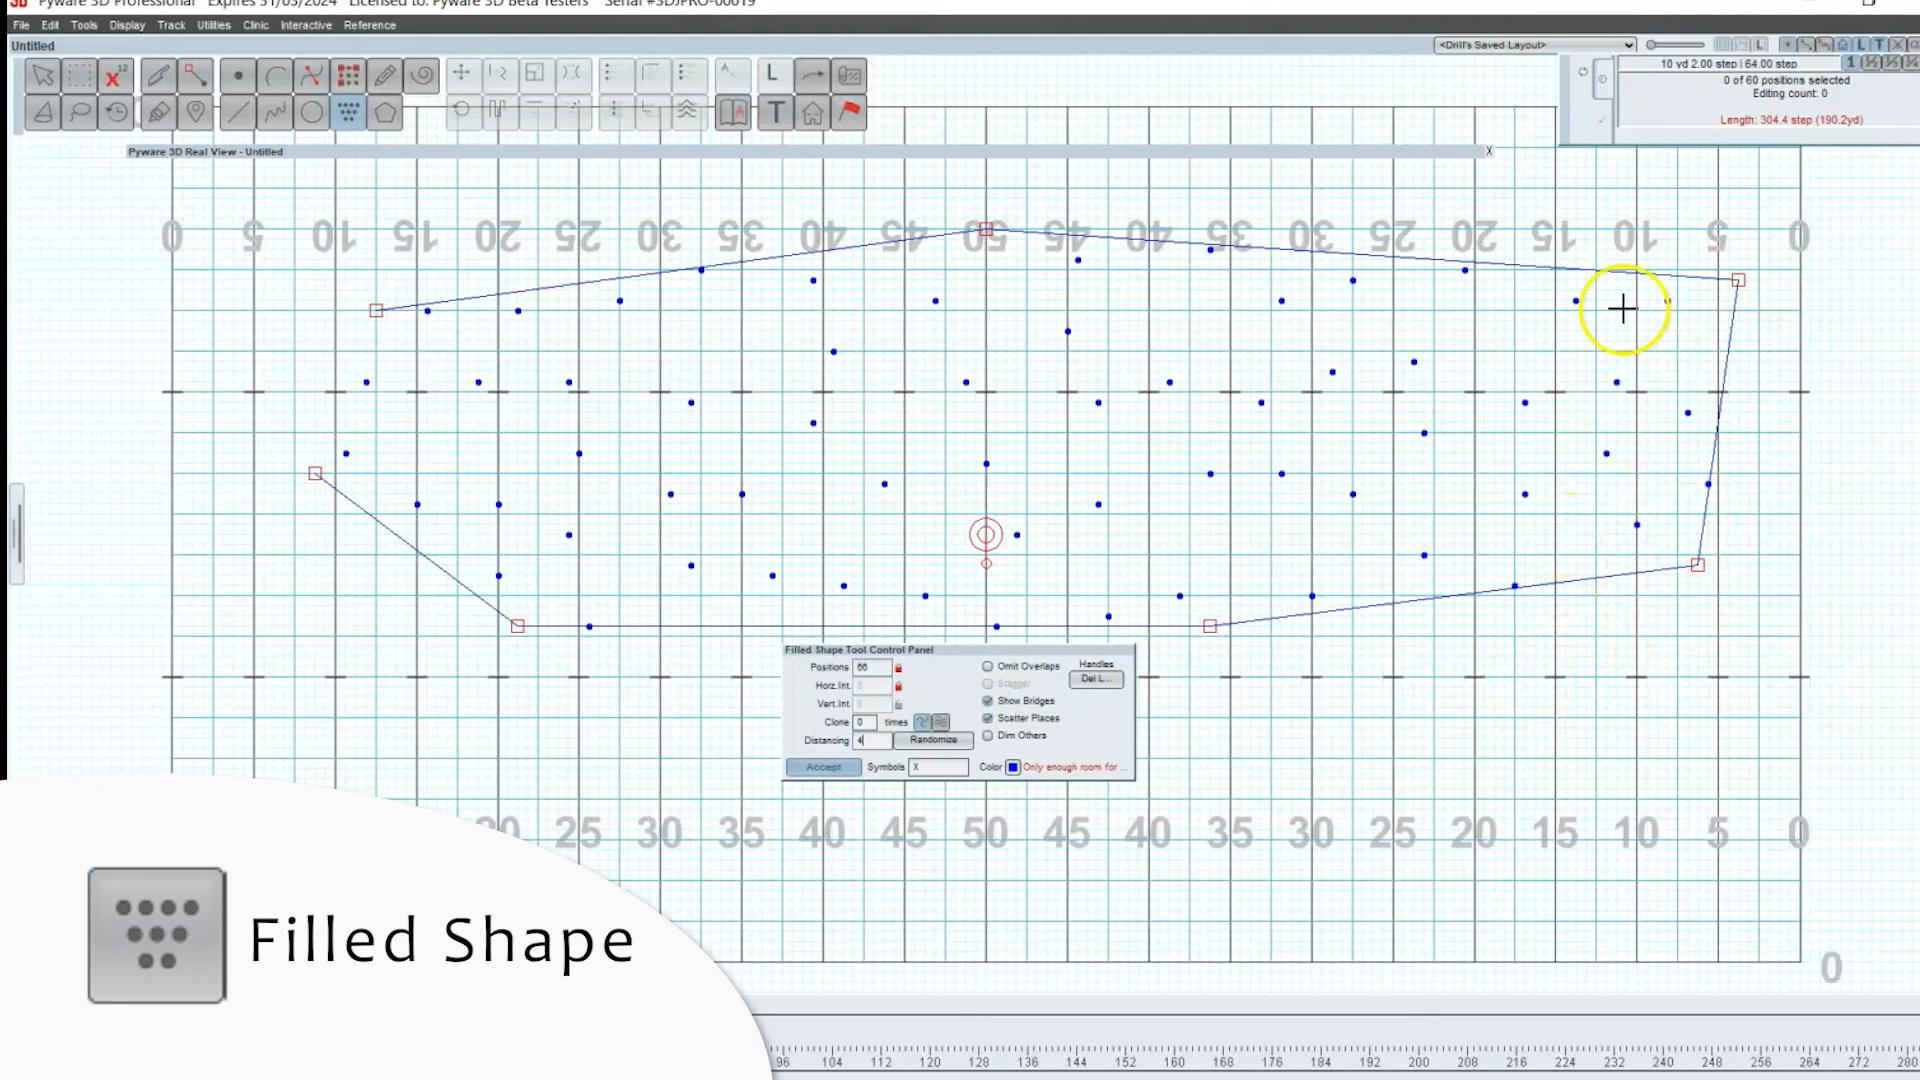 3D Pyware 3D Professional Expires 31/05/2024 Licensed to: Pyware 3D Beta Testers Serial #3DJPRO-00019
File Edit Tools Display Track Utilities Clinic Interactive Reference
Untitled
<Drill's Saved Layout>
10 yd 2.00 step | 64.00 step
0 of 60 positions selected
Editing count: 0
Length: 304.4 step (190.2yd)
Pyware 3D Real View - Untitled X
0 5 10 15 20 25 30 35 40 45 50 45 40 35 30 25 20 15 10 5 0
Filled Shape Tool Control Panel
Positions 66
Omit Overlaps
Handles
Horz.Int. 8
Stagger
Del L...
Vert.Int. 8
Show Bridges
Clone 0 times
Scatter Places
Distancing 4 Randomize
Dim Others
Accept Symbols X Color Only enough room for ...
20 25 30 35 40 45 50 45 40 35 30 25 20 15 10 5 0
Filled Shape
0
96 104 112 120 128 136 144 152 160 168 176 184 192 200 208 216 224 232 240 248 256 264 272 280